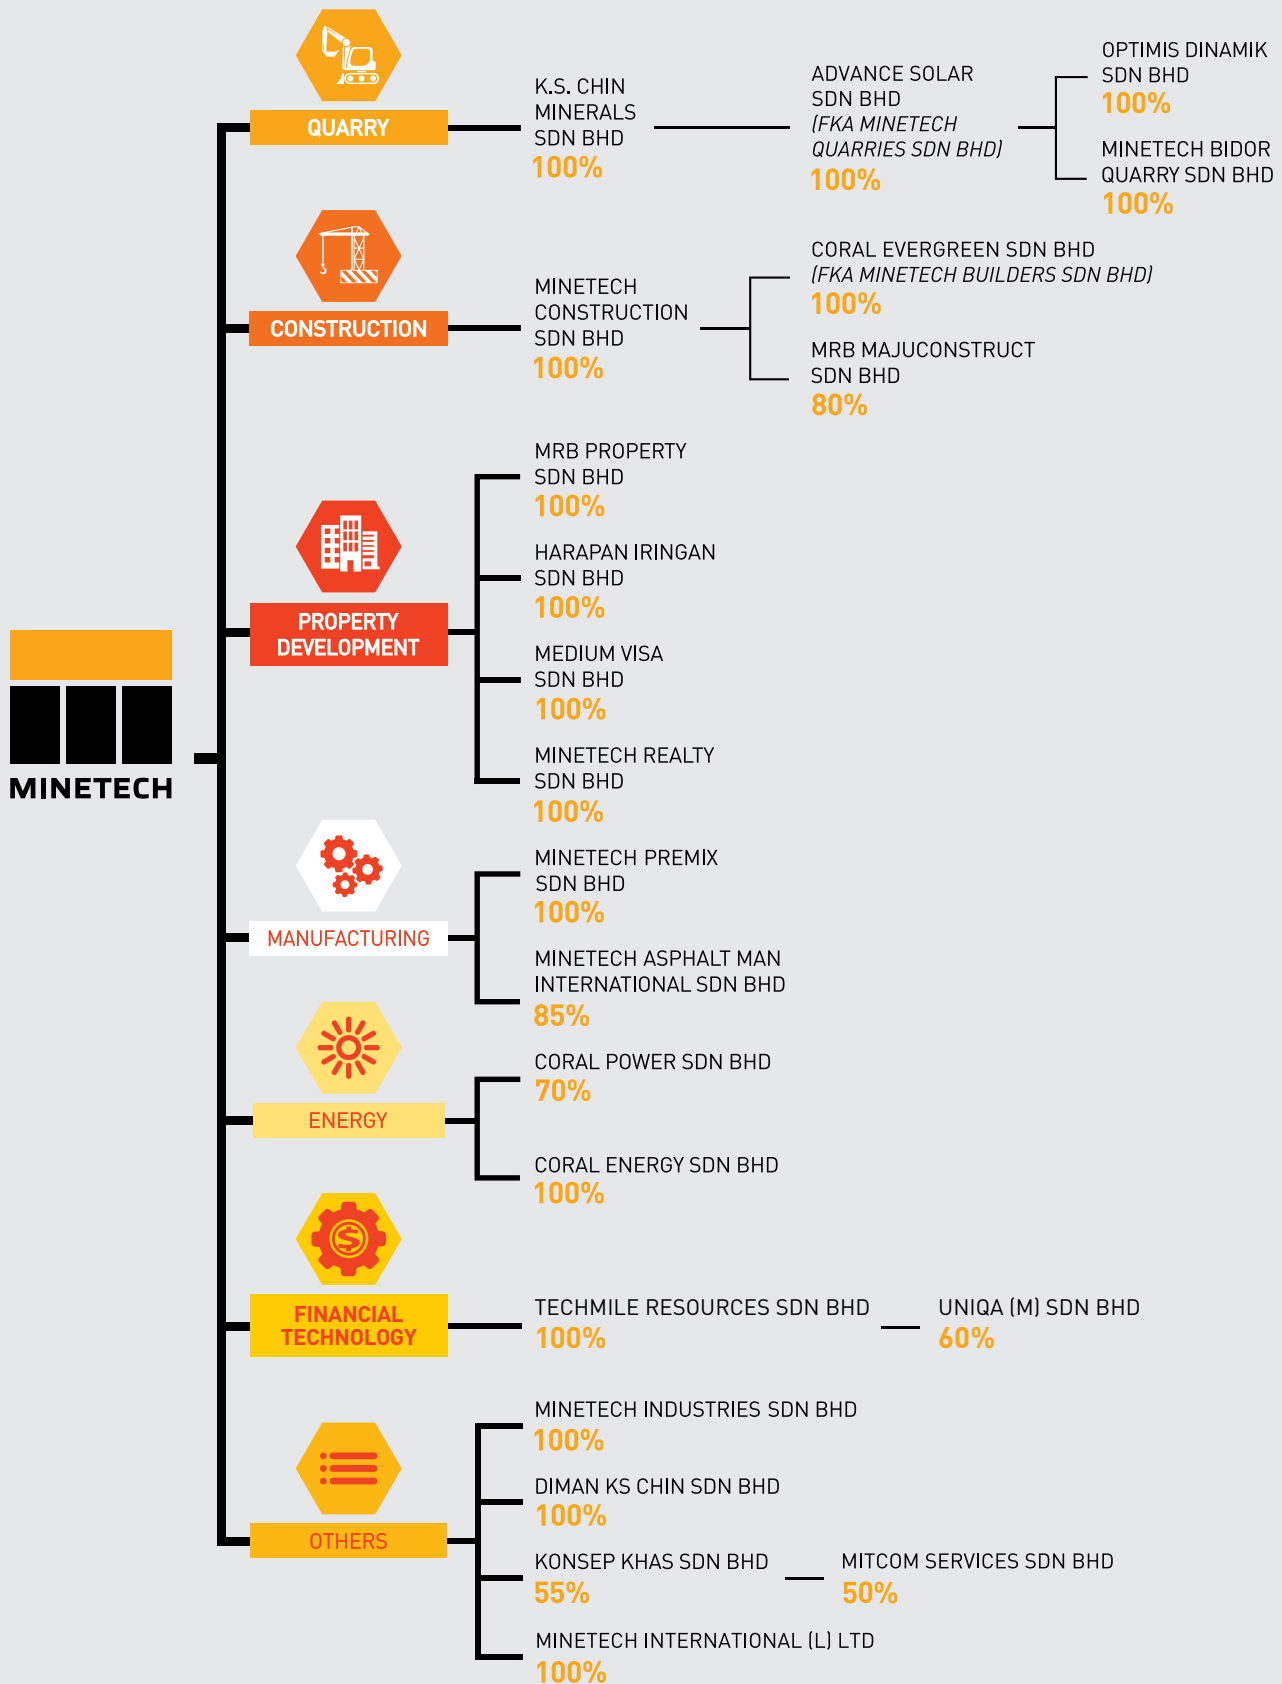 MINETECH
QUARRY
K.S. CHIN
MINERALS
SDN BHD
100%
ADVANCE SOLAR
SDN BHD
(FKA MINETECH
QUARRIES SDN BHD)
100%
OPTIMIS DINAMIK
SDN BHD
100%
MINETECH BIDOR
QUARRY SDN BHD
100%
CONSTRUCTION
MINETECH
CONSTRUCTION
SDN BHD
100%
CORAL EVERGREEN SDN BHD
(FKA MINETECH BUILDERS SDN BHD)
100%
MRB MAJUCONSTRUCT
SDN BHD
80%
PROPERTY
DEVELOPMENT
MRB PROPERTY
SDN BHD
100%
HARAPAN IRINGAN
SDN BHD
100%
MEDIUM VISA
SDN BHD
100%
MINETECH REALTY
SDN BHD
100%
MANUFACTURING
MINETECH PREMIX
SDN BHD
100%
MINETECH ASPHALT MAN
INTERNATIONAL SDN BHD
85%
ENERGY
CORAL POWER SDN BHD
70%
CORAL ENERGY SDN BHD
100%
$
FINANCIAL
TECHNOLOGY
TECHMILE RESOURCES SDN BHD
100%
UNIQA (M) SDN BHD
60%
OTHERS
MINETECH INDUSTRIES SDN BHD
100%
DIMAN KS CHIN SDN BHD
100%
KONSEP KHAS SDN BHD
55%
MITCOM SERVICES SDN BHD
50%
MINETECH INTERNATIONAL (L) LTD
100%